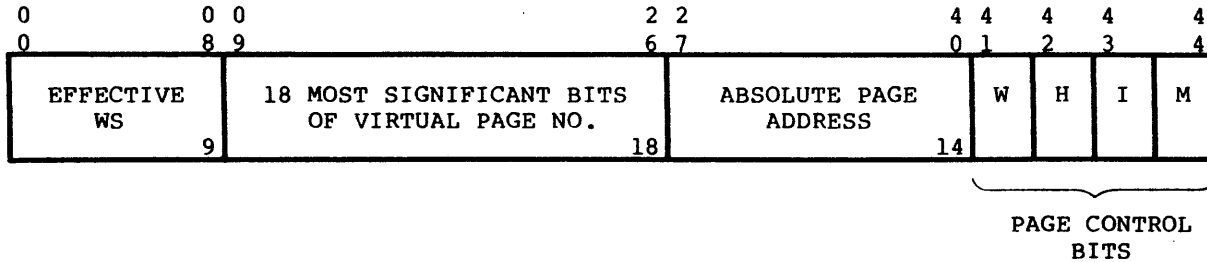 0 0 0 2 2 4 4 4 4 4
0 8 9 6 7 0 1 2 3 4
EFFECTIVE 18 MOST SIGNIFICANT BITS ABSOLUTE PAGE W H I M
WS OF VIRTUAL PAGE NO. ADDRESS
9 18 14
PAGE CONTROL
BITS